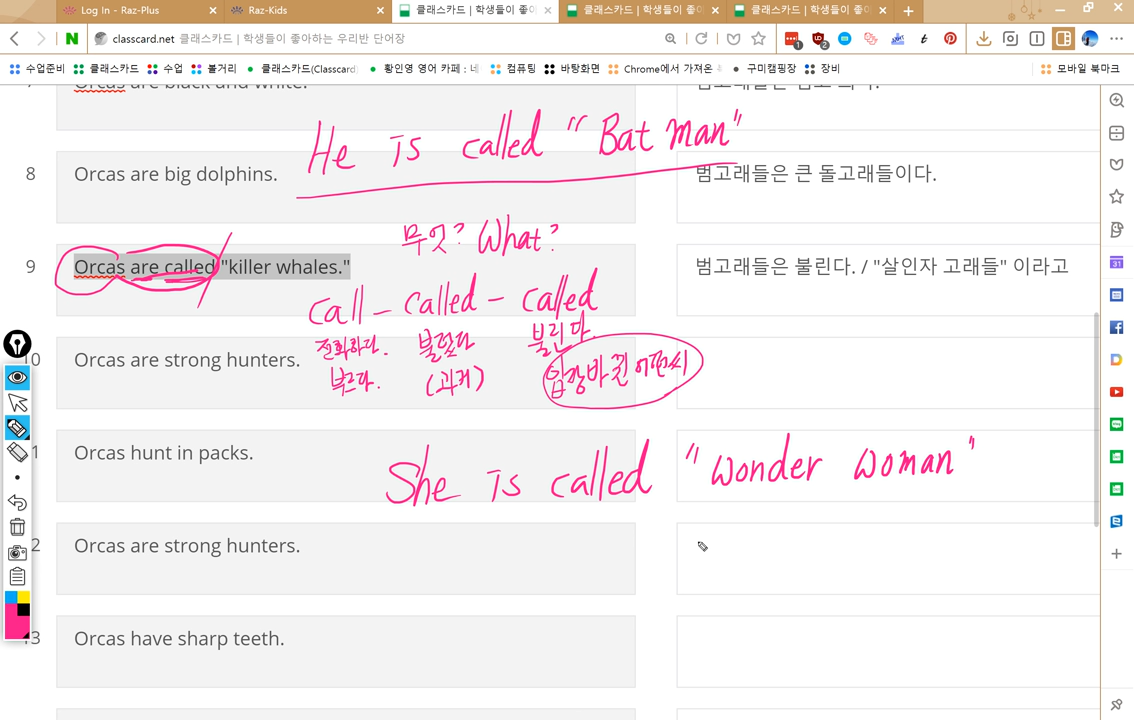 Log In - Raz-Plus
Raz-Kids
클래스카드 | 학생들이 좋아
클래스카드 | 학생들이 좋아
클래스카드 | 학생들이 좋아
classcard.net 클래스카드 | 학생들이 좋아하는 우리반 단어장
수업준비 클래스카드 수업 볼거리 클래스카드(Classcard) 황인영 영어 카페 : 네 컴퓨팅 바탕화면 Chrome에서 가져온 구미캠핑장 장비 모바일 북마크
Orcas are black and white.
He is called "Bat man"
8 Orcas are big dolphins. 범고래들은 큰 돌고래들이다.
무엇? What?
9 Orcas are called "killer whales." 범고래들은 불린다. / "살인자 고래들" 이라고
call - called - called
전화하다. 불렀다 불린다.
부르다. (과거) 입장바뀐 어떤씨
10 Orcas are strong hunters.
11 Orcas hunt in packs.
She is called "Wonder Woman"
2 Orcas are strong hunters.
13 Orcas have sharp teeth.